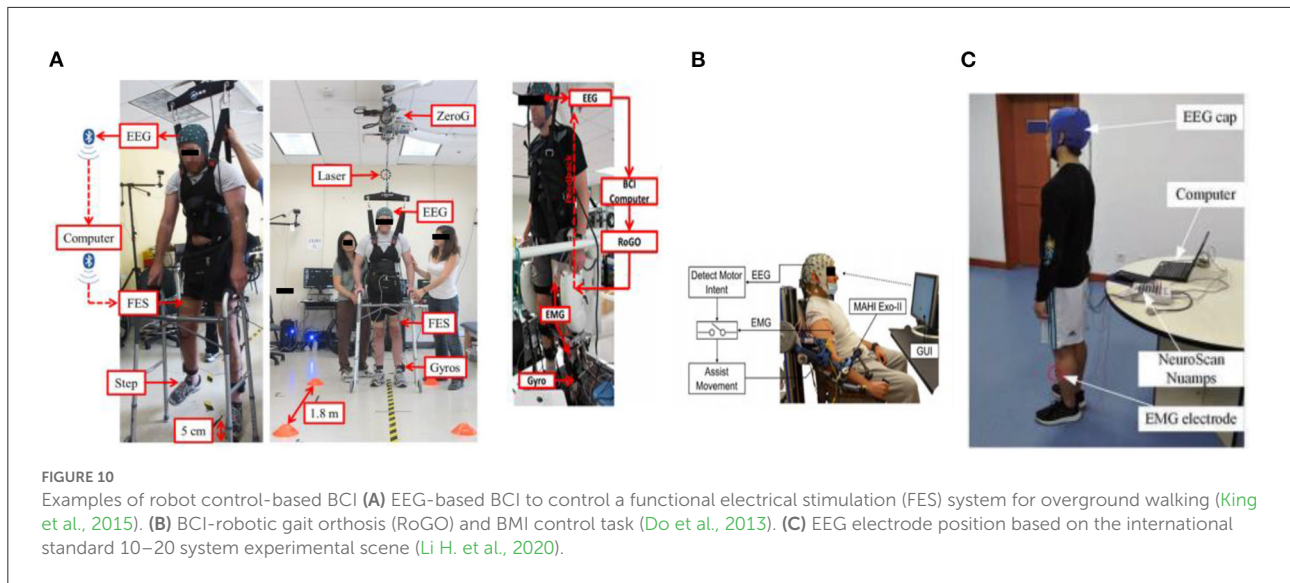 A
B
C
EEG
Computer
FES
Step
5 cm
ZeroG
Laser
EEG
FES
Gyros
1.8 m
EEG
feedback
BCI
Computer
RoGO
EMG
Gyro
Detect Motor
Intent
EEG
EMG
Assist
Movement
MAHI Exo-II
GUI
EEG cap
Computer
NeuroScan
Nuamps
EMG electrode
FIGURE 10
Examples of robot control-based BCI (A) EEG-based BCI to control a functional electrical stimulation (FES) system for overground walking (King
et al., 2015). (B) BCI-robotic gait orthosis (RoGO) and BMI control task (Do et al., 2013). (C) EEG electrode position based on the international
standard 10–20 system experimental scene (Li H. et al., 2020).